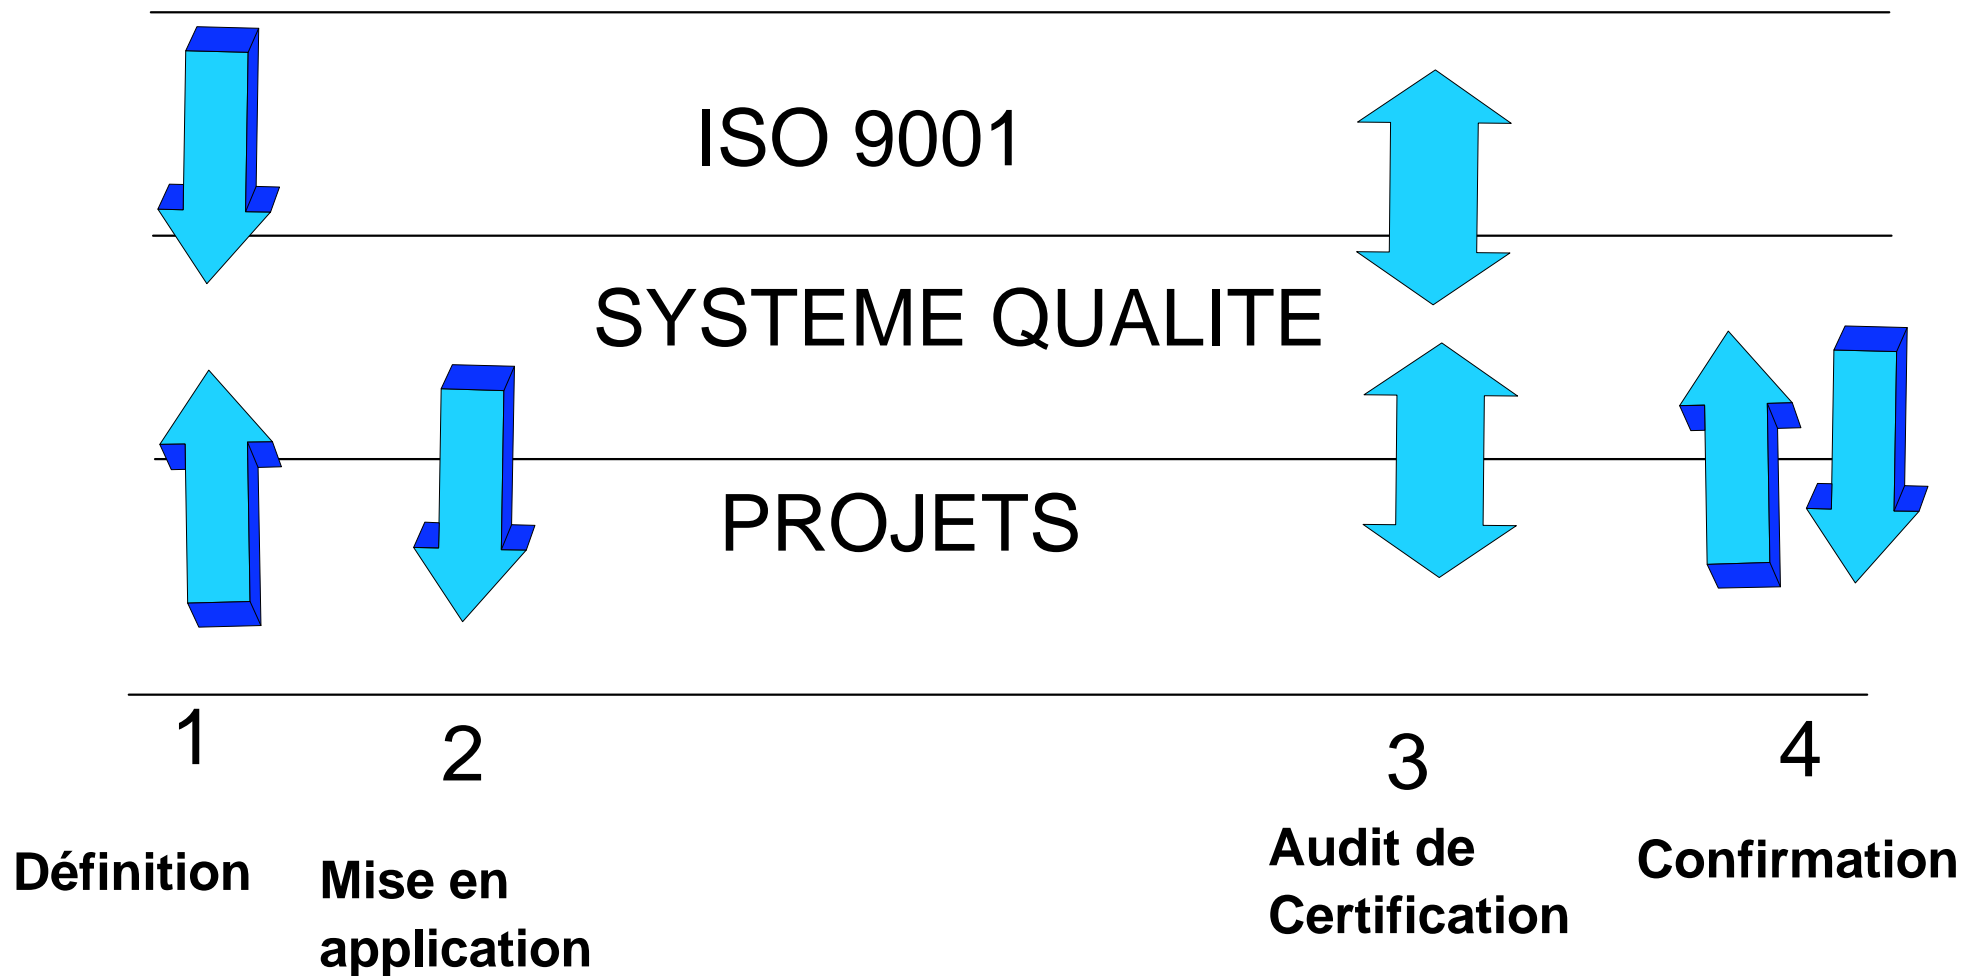 ISO 9001
SYSTEME QUALITE
PROJETS
1
2
3
4
Définition
Mise en
application
Audit de
Certification
Confirmation